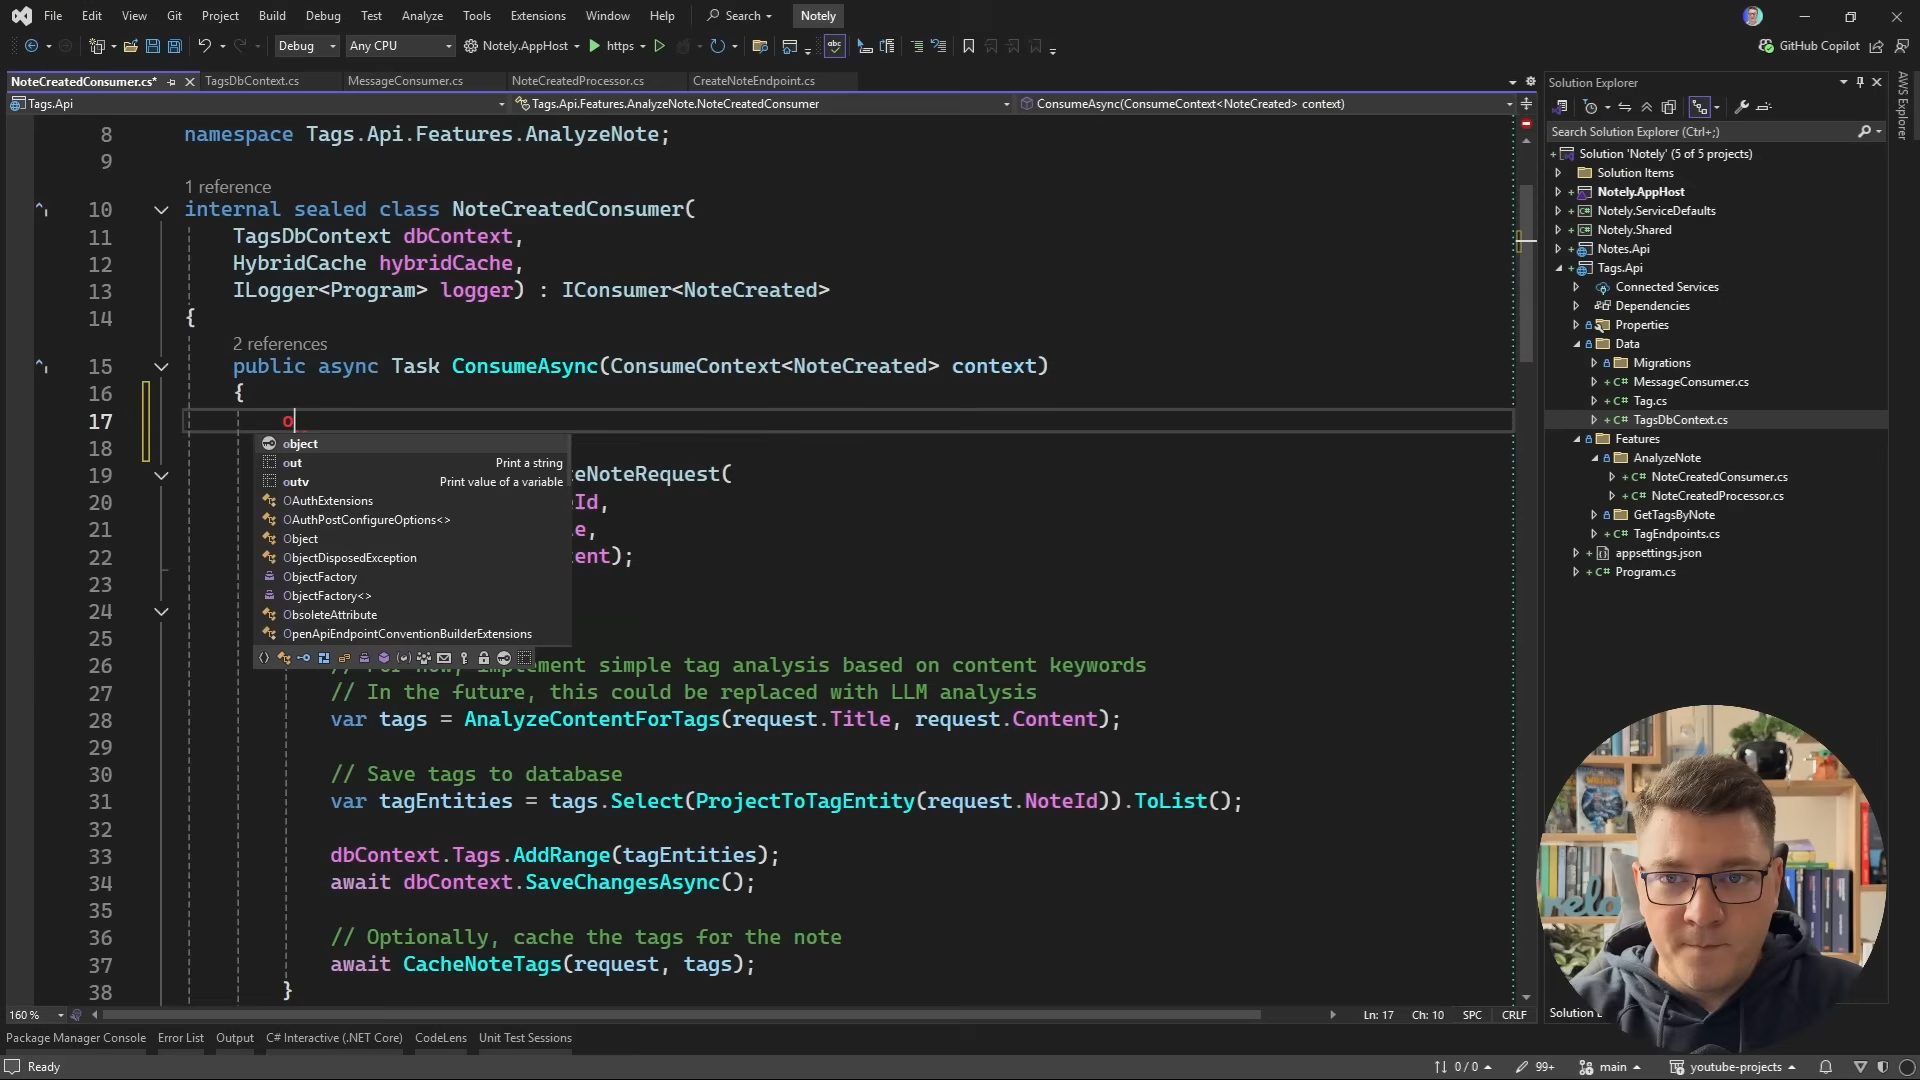 File Edit View Git Project Build Debug Test Analyze Tools Extensions Window Help Search Notely
Debug Any CPU Notely.AppHost https GitHub Copilot
NoteCreatedConsumer.cs* TagsDbContext.cs MessageConsumer.cs NoteCreatedProcessor.cs CreateNoteEndpoint.cs
Tags.Api Tags.Api.Features.AnalyzeNote.NoteCreatedConsumer ConsumeAsync(ConsumeContext<NoteCreated> context)
8 namespace Tags.Api.Features.AnalyzeNote;
9
1 reference
10 internal sealed class NoteCreatedConsumer(
11 TagsDbContext dbContext,
12 HybridCache hybridCache,
13 ILogger<Program> logger) : IConsumer<NoteCreated>
14 {
2 references
15 public async Task ConsumeAsync(ConsumeContext<NoteCreated> context)
16 {
17 o
18
19 eNoteRequest(
20 Id,
21 e,
22 ent);
23
24
25
26 implement simple tag analysis based on content keywords
27 // In the future, this could be replaced with LLM analysis
28 var tags = AnalyzeContentForTags(request.Title, request.Content);
29
30 // Save tags to database
31 var tagEntities = tags.Select(ProjectToTagEntity(request.NoteId)).ToList();
32
33 dbContext.Tags.AddRange(tagEntities);
34 await dbContext.SaveChangesAsync();
35
36 // Optionally, cache the tags for the note
37 await CacheNoteTags(request, tags);
38 }
object
out Print a string
outv Print value of a variable
OAuthExtensions
OAuthPostConfigureOptions<>
Object
ObjectDisposedException
ObjectFactory
ObjectFactory<>
ObsoleteAttribute
OpenApiEndpointConventionBuilderExtensions
160 % Ln: 17 Ch: 10 SPC CRLF
Package Manager Console Error List Output C# Interactive (.NET Core) CodeLens Unit Test Sessions
Ready 0 / 0 99+ main youtube-projects
Solution Explorer
Search Solution Explorer (Ctrl+;)
Solution 'Notely' (5 of 5 projects)
Solution Items
Notely.AppHost
Notely.ServiceDefaults
Notely.Shared
Notes.Api
Tags.Api
Connected Services
Dependencies
Properties
Data
Migrations
C# MessageConsumer.cs
C# Tag.cs
C# TagsDbContext.cs
Features
AnalyzeNote
C# NoteCreatedConsumer.cs
C# NoteCreatedProcessor.cs
GetTagsByNote
C# TagEndpoints.cs
appsettings.json
C# Program.cs
Solution E
AWS Explorer